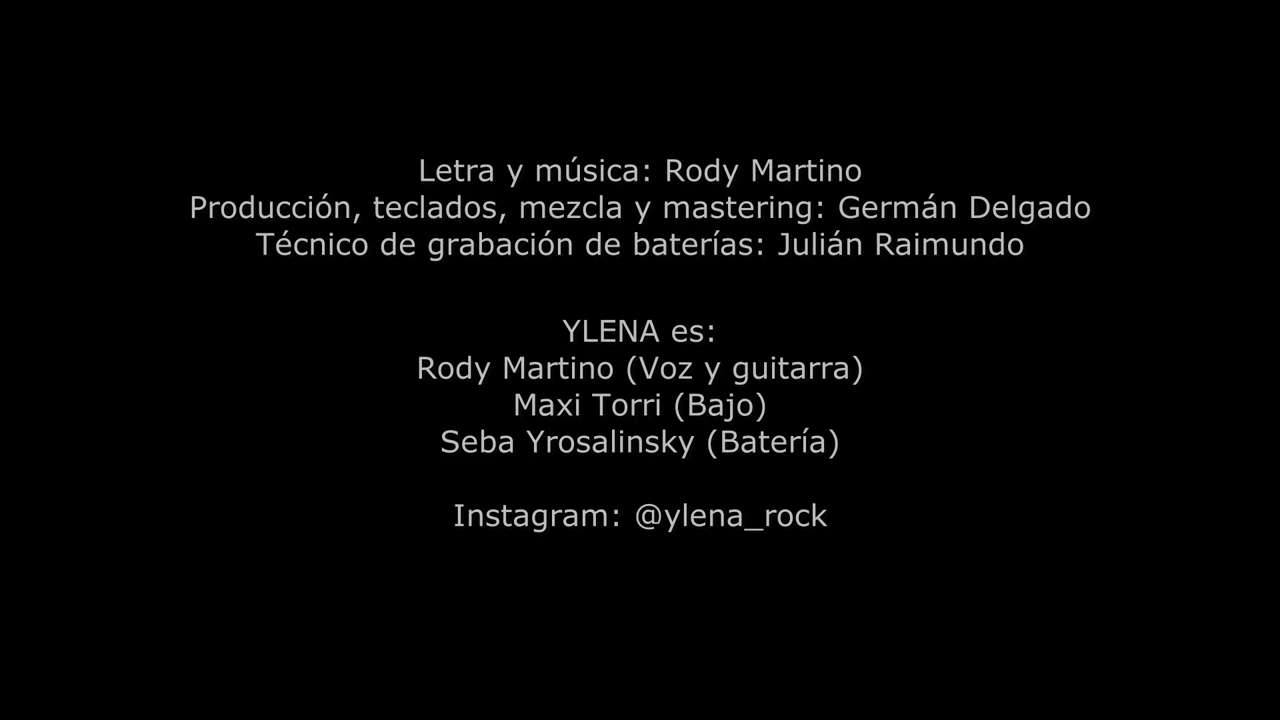 Letra y música: Rody Martino
Producción, teclados, mezcla y mastering: Germán Delgado
Técnico de grabación de baterías: Julián Raimundo
YLENA es:
Rody Martino (Voz y guitarra)
Maxi Torri (Bajo)
Seba Yrosalinsky (Batería)
Instagram: @ylena_rock